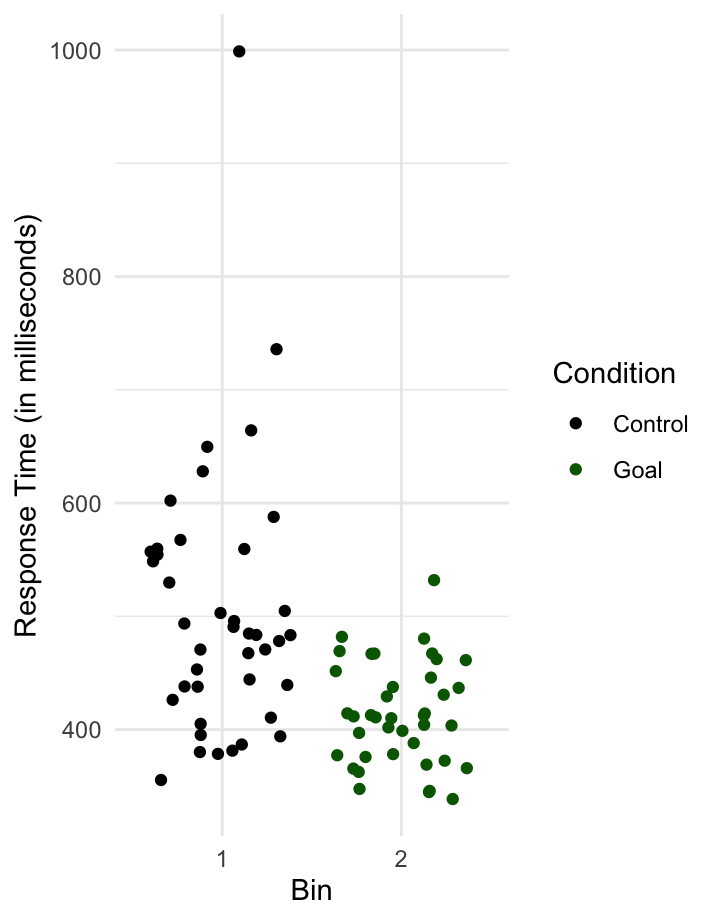 1000
800
600
400
Response Time (in milliseconds)
1
2
Bin
Condition
Control
Goal